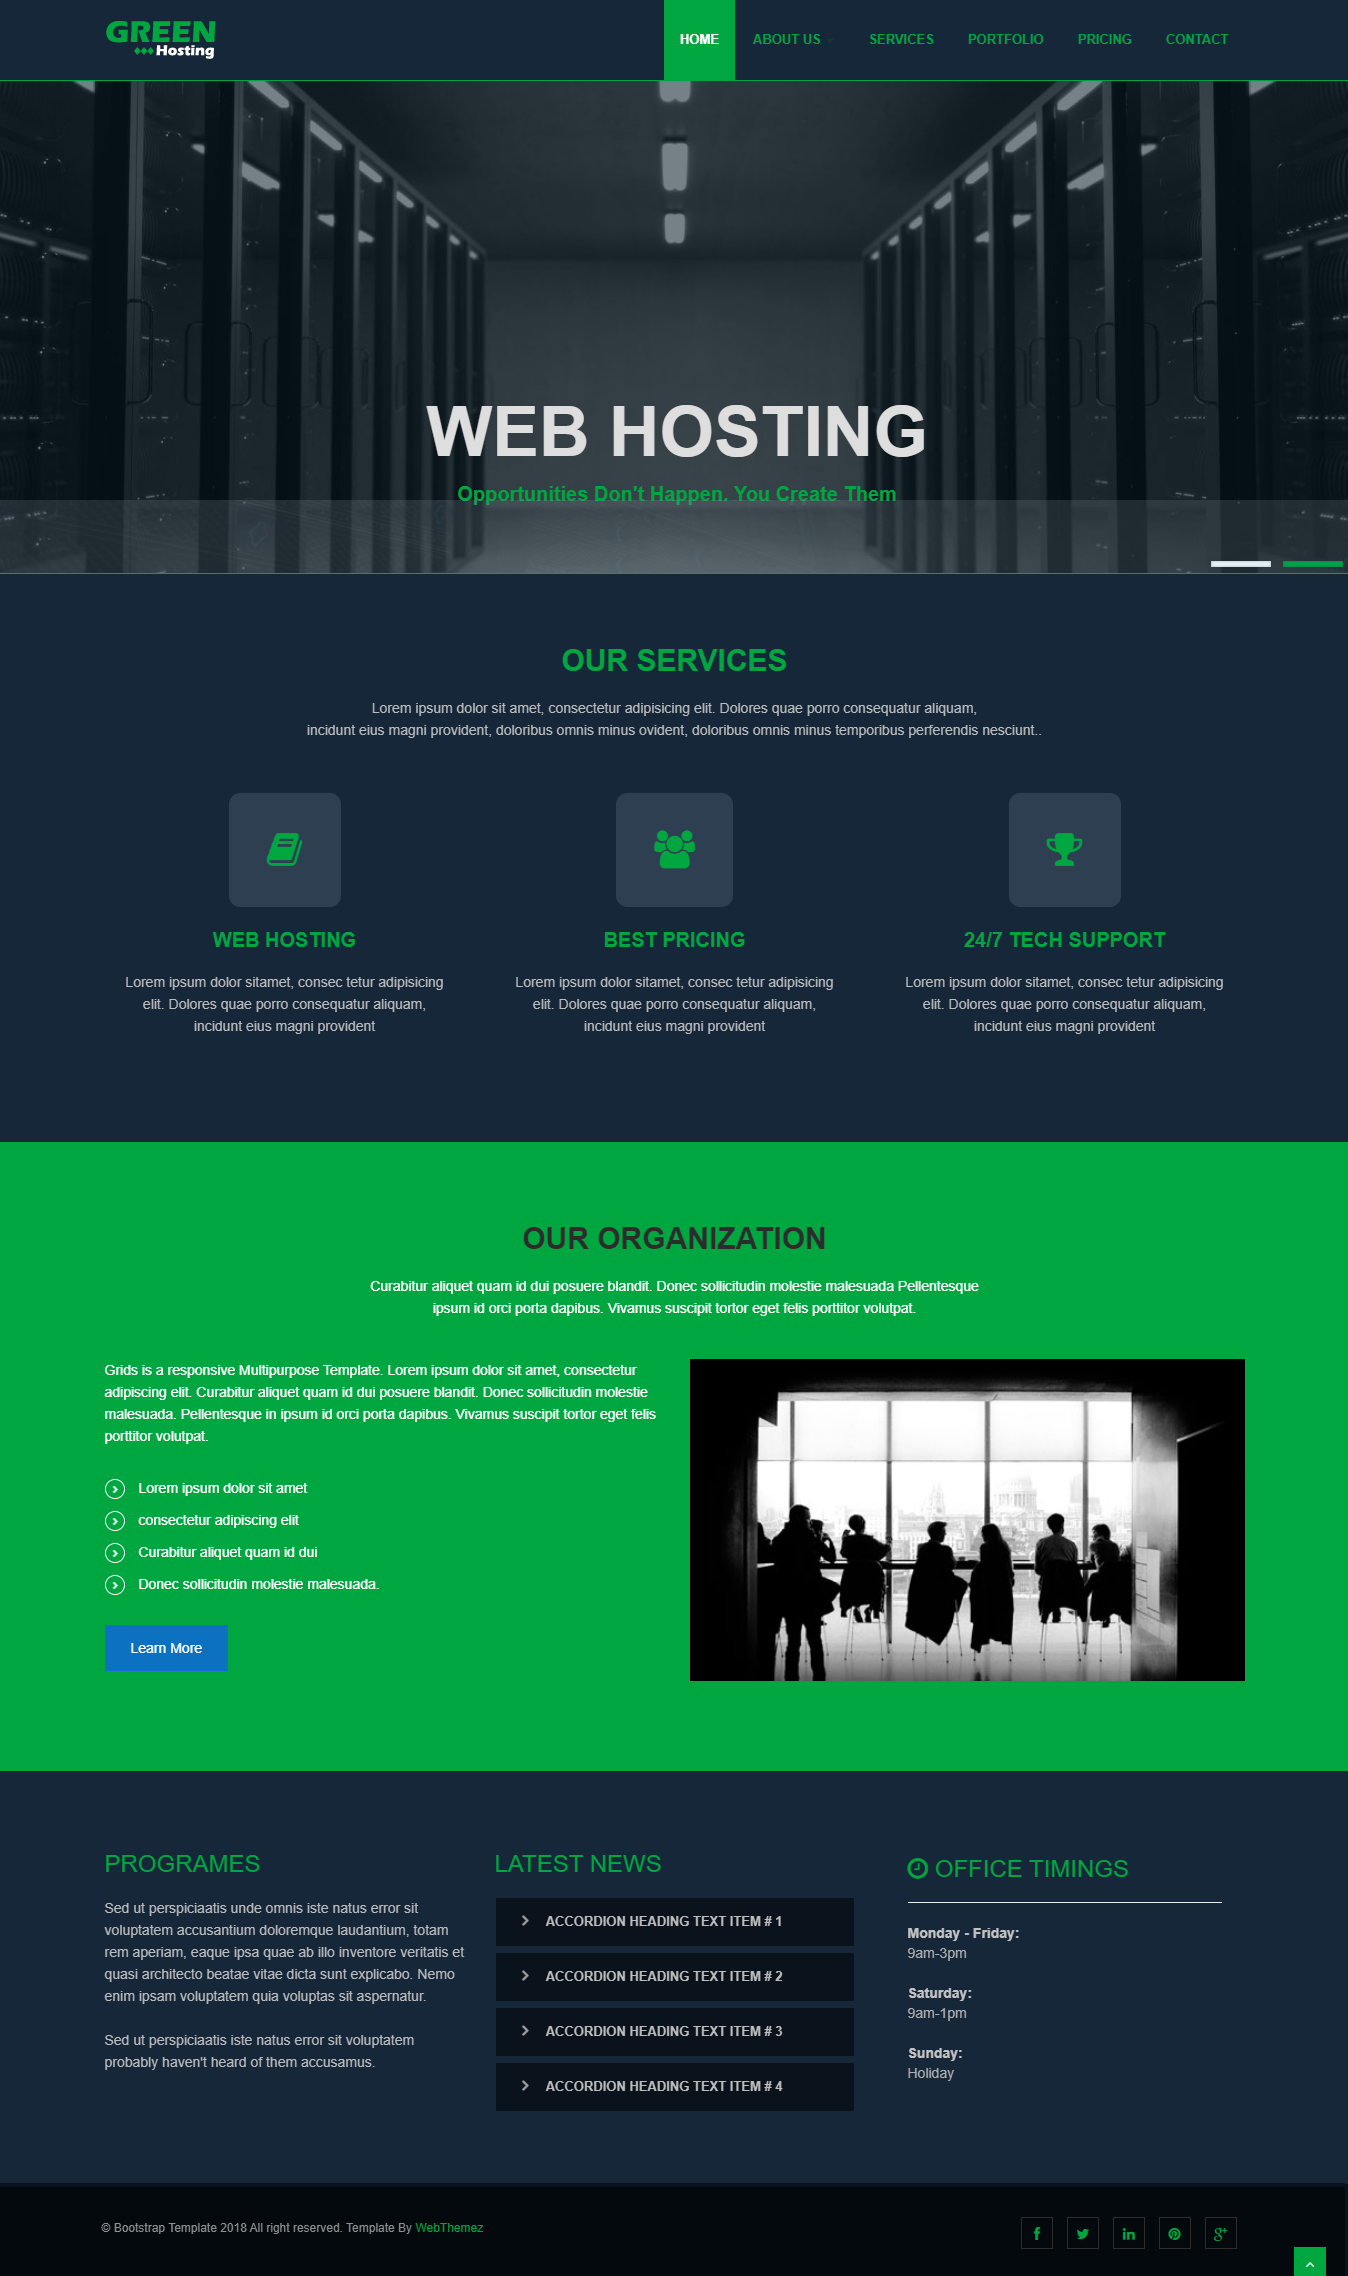 GREEN
Hosting
HOME ABOUT US SERVICES PORTFOLIO PRICING CONTACT
WEB HOSTING
Opportunities Don't Happen. You Create Them
OUR SERVICES
Lorem ipsum dolor sit amet, consectetur adipisicing elit. Dolores quae porro consequatur aliquam,
incidunt eius magni provident, doloribus omnis minus ovident, doloribus omnis minus temporibus perferendis nesciunt..
WEB HOSTING
Lorem ipsum dolor sitamet, consec tetur adipisicing
elit. Dolores quae porro consequatur aliquam,
incidunt eius magni provident
BEST PRICING
Lorem ipsum dolor sitamet, consec tetur adipisicing
elit. Dolores quae porro consequatur aliquam,
incidunt eius magni provident
24/7 TECH SUPPORT
Lorem ipsum dolor sitamet, consec tetur adipisicing
elit. Dolores quae porro consequatur aliquam,
incidunt eius magni provident
OUR ORGANIZATION
Curabitur aliquet quam id dui posuere blandit. Donec sollicitudin molestie malesuada Pellentesque
ipsum id orci porta dapibus. Vivamus suscipit tortor eget felis porttitor volutpat.
Grids is a responsive Multipurpose Template. Lorem ipsum dolor sit amet, consectetur
adipiscing elit. Curabitur aliquet quam id dui posuere blandit. Donec sollicitudin molestie
malesuada. Pellentesque in ipsum id orci porta dapibus. Vivamus suscipit tortor eget felis
porttitor volutpat.
Lorem ipsum dolor sit amet
consectetur adipiscing elit
Curabitur aliquet quam id dui
Donec sollicitudin molestie malesuada.
Learn More
PROGRAMES
Sed ut perspiciaatis unde omnis iste natus error sit
voluptatem accusantium doloremque laudantium, totam
rem aperiam, eaque ipsa quae ab illo inventore veritatis et
quasi architecto beatae vitae dicta sunt explicabo. Nemo
enim ipsam voluptatem quia voluptas sit aspernatur.
Sed ut perspiciaatis iste natus error sit voluptatem
probably haven't heard of them accusamus.
LATEST NEWS
ACCORDION HEADING TEXT ITEM # 1
ACCORDION HEADING TEXT ITEM # 2
ACCORDION HEADING TEXT ITEM # 3
ACCORDION HEADING TEXT ITEM # 4
OFFICE TIMINGS
Monday - Friday:
9am-3pm
Saturday:
9am-1pm
Sunday:
Holiday
© Bootstrap Template 2018 All right reserved. Template By WebThemez